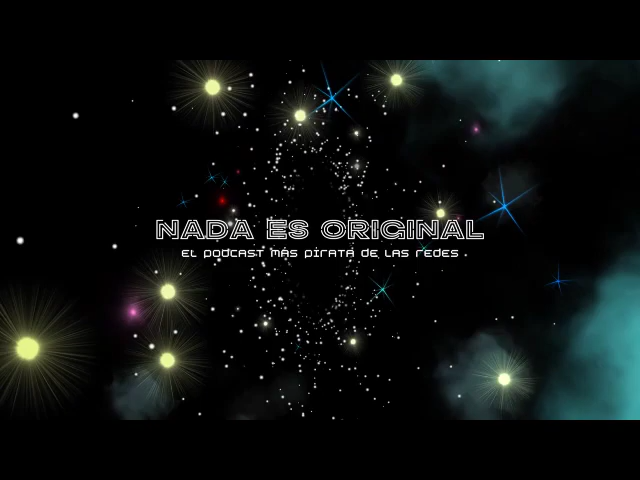 NADA ES ORIGINAL
EL PODCAST MÁS PIRATA DE LAS REDES